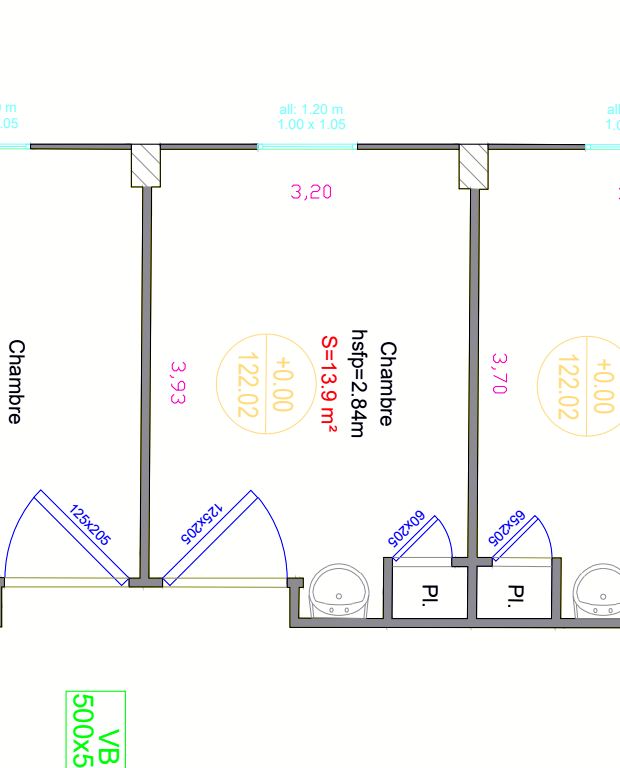 all: 1.20 m
1.00 x 1.05
3,20
Chambre
Chambre
hsfp=2.84m
S=13.9 m²
+0.00
122.02
3,93
3,70
+0.00
122.02
125x205
125x205
60x205
65x205
Pl.
Pl.
VB
500x5